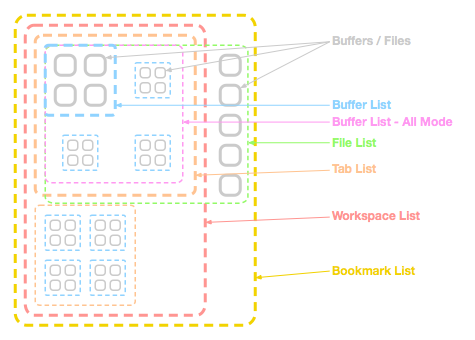 Buffers / Files
Buffer List
Buffer List - All Mode
File List
Tab List
Workspace List
Bookmark List